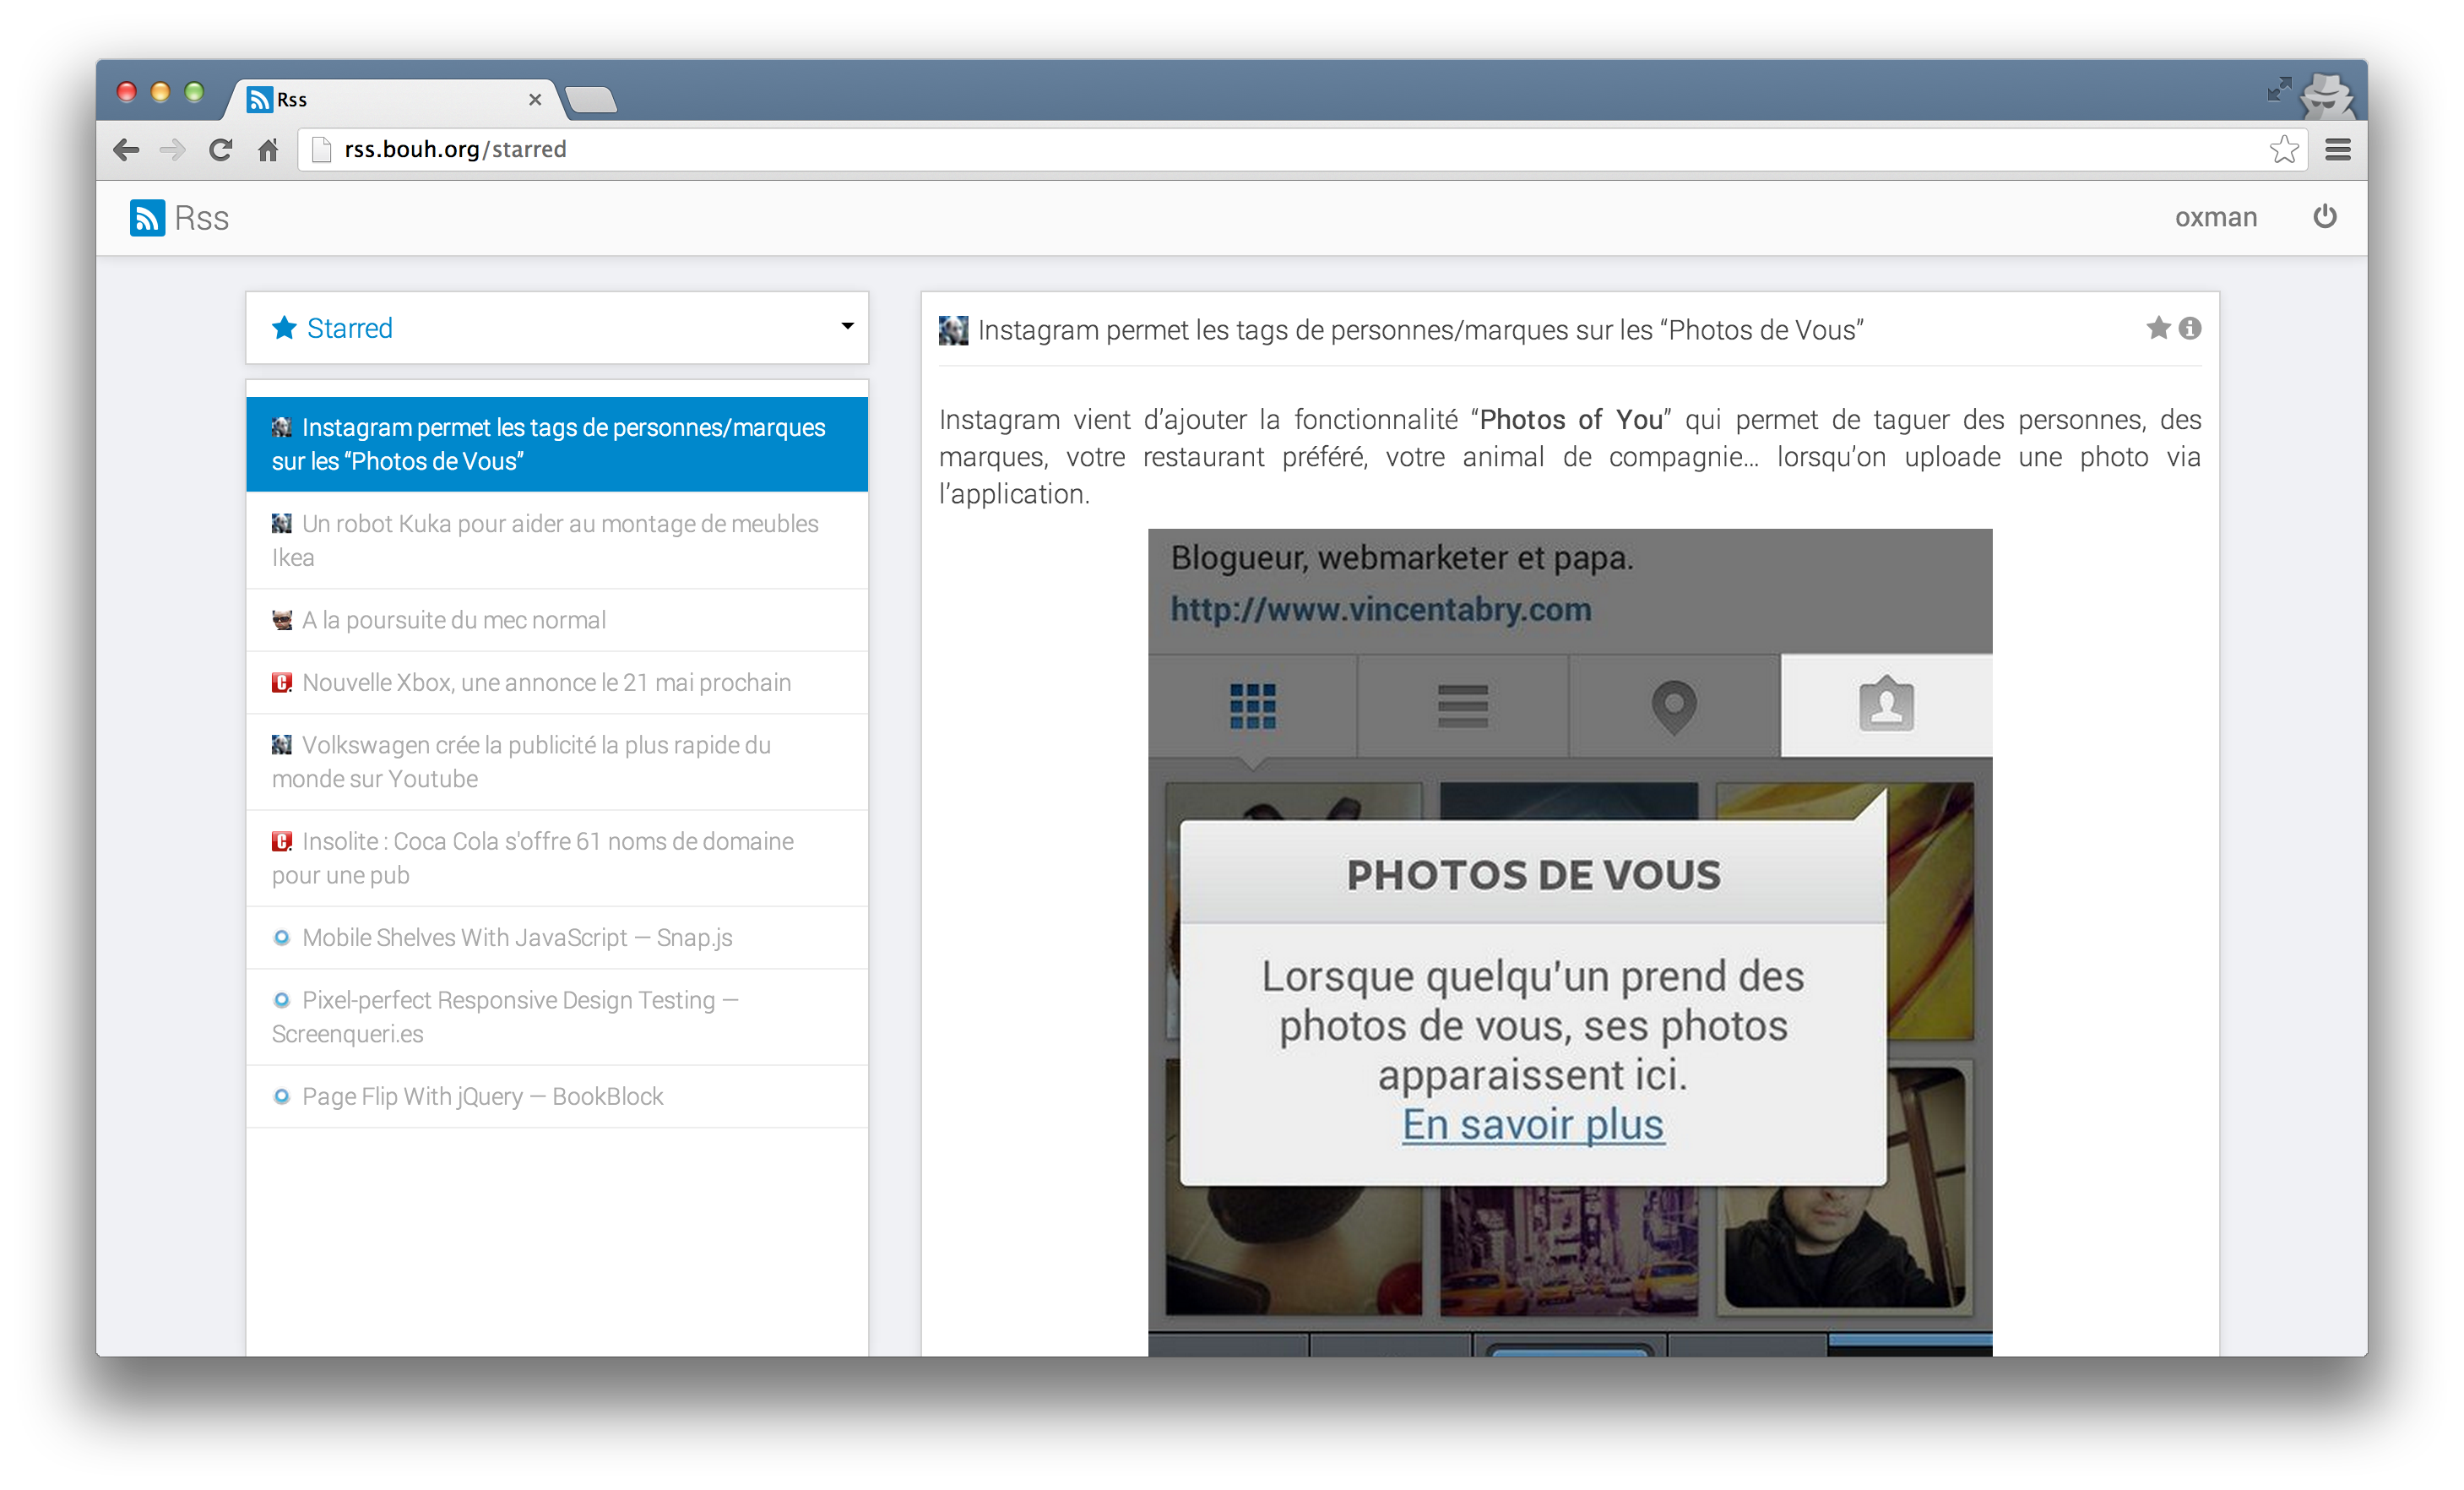 Rss
rss.bouh.org/starred
Rss
oxman
Starred
Instagram permet les tags de personnes/marques
sur les “Photos de Vous”
Un robot Kuka pour aider au montage de meubles
Ikea
A la poursuite du mec normal
Nouvelle Xbox, une annonce le 21 mai prochain
Volkswagen crée la publicité la plus rapide du
monde sur Youtube
Insolite : Coca Cola s'offre 61 noms de domaine
pour une pub
Mobile Shelves With JavaScript — Snap.js
Pixel-perfect Responsive Design Testing —
Screenqueri.es
Page Flip With jQuery — BookBlock
Instagram permet les tags de personnes/marques sur les “Photos de Vous”
Instagram vient d’ajouter la fonctionnalité “Photos of You” qui permet de taguer des personnes, des
marques, votre restaurant préféré, votre animal de compagnie… lorsqu’on uploade une photo via
l’application.
Blogueur, webmarketer et papa.
http://www.vincentabry.com
PHOTOS DE VOUS
Lorsque quelqu'un prend des
photos de vous, ses photos
apparaissent ici.
En savoir plus